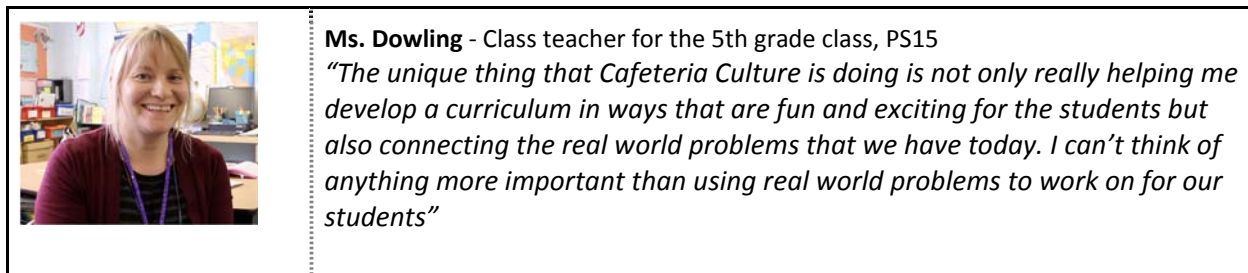 Ms. Dowling - Class teacher for the 5th grade class, PS15
“The unique thing that Cafeteria Culture is doing is not only really helping me
develop a curriculum in ways that are fun and exciting for the students but
also connecting the real world problems that we have today. I can’t think of
anything more important than using real world problems to work on for our
students”